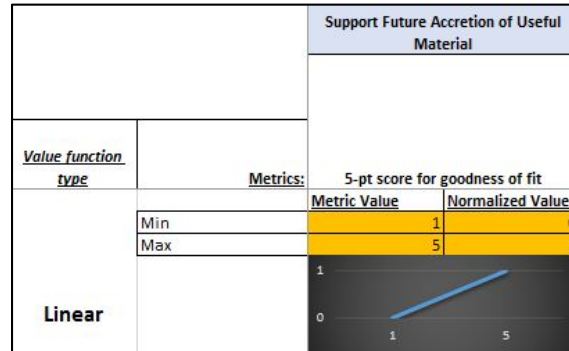 Support Future Accretion of Useful
Material
Value function
type
Metrics:
5-pt score for goodness of fit
Metric Value Normalized Value
Min 1
Max 5
Linear
1
0
1 5